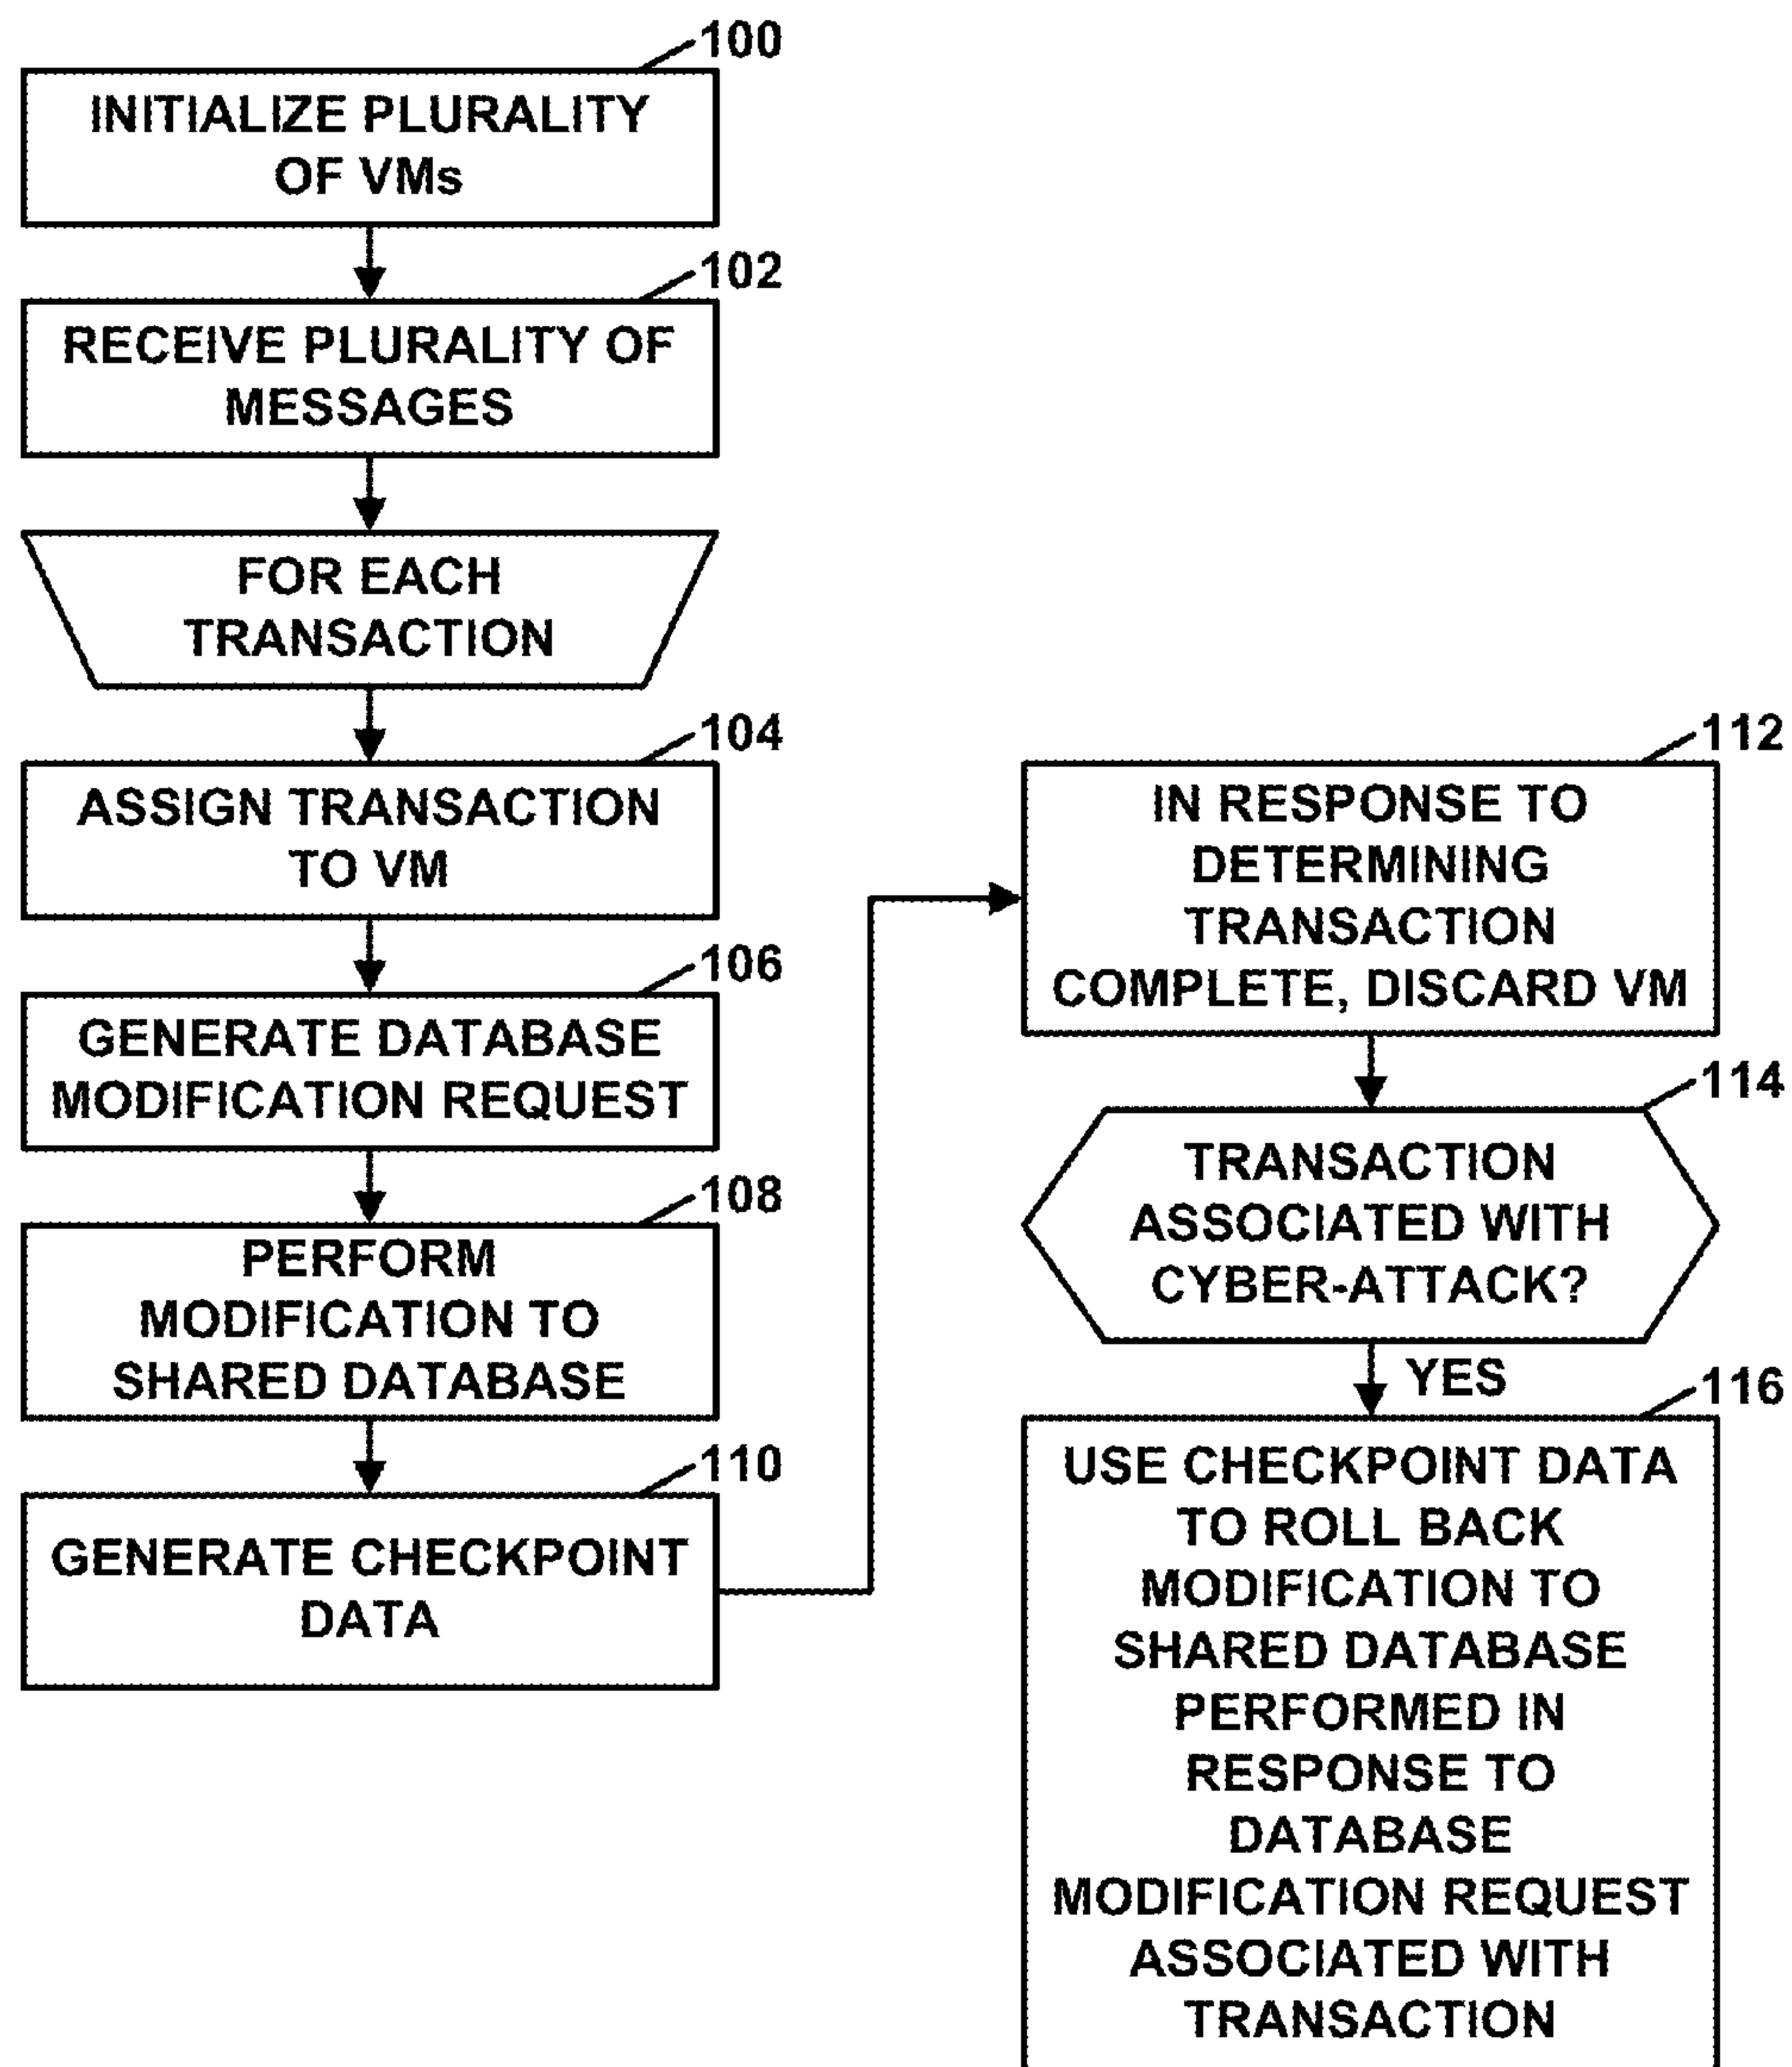 100
INITIALIZE PLURALITY
OF VMs
102
RECEIVE PLURALITY OF
MESSAGES
FOR EACH
TRANSACTION
104
ASSIGN TRANSACTION
TO VM
106
GENERATE DATABASE
MODIFICATION REQUEST
108
PERFORM
MODIFICATION TO
SHARED DATABASE
110
GENERATE CHECKPOINT
DATA
112
IN RESPONSE TO
DETERMINING
TRANSACTION
COMPLETE, DISCARD VM
114
TRANSACTION
ASSOCIATED WITH
CYBER-ATTACK?
YES
116
USE CHECKPOINT DATA
TO ROLL BACK
MODIFICATION TO
SHARED DATABASE
PERFORMED IN
RESPONSE TO
DATABASE
MODIFICATION REQUEST
ASSOCIATED WITH
TRANSACTION